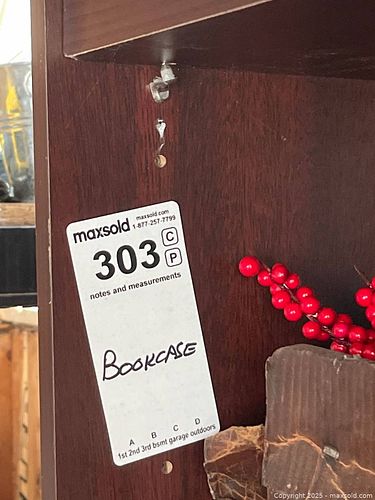 maxsold
maxsold.com
1-877-257-7799
303
C
P
notes and measurements
BOOKCASE
A B C D
1st 2nd 3rd bsmt garage outdoors
Copyright 2025 - maxsold.com